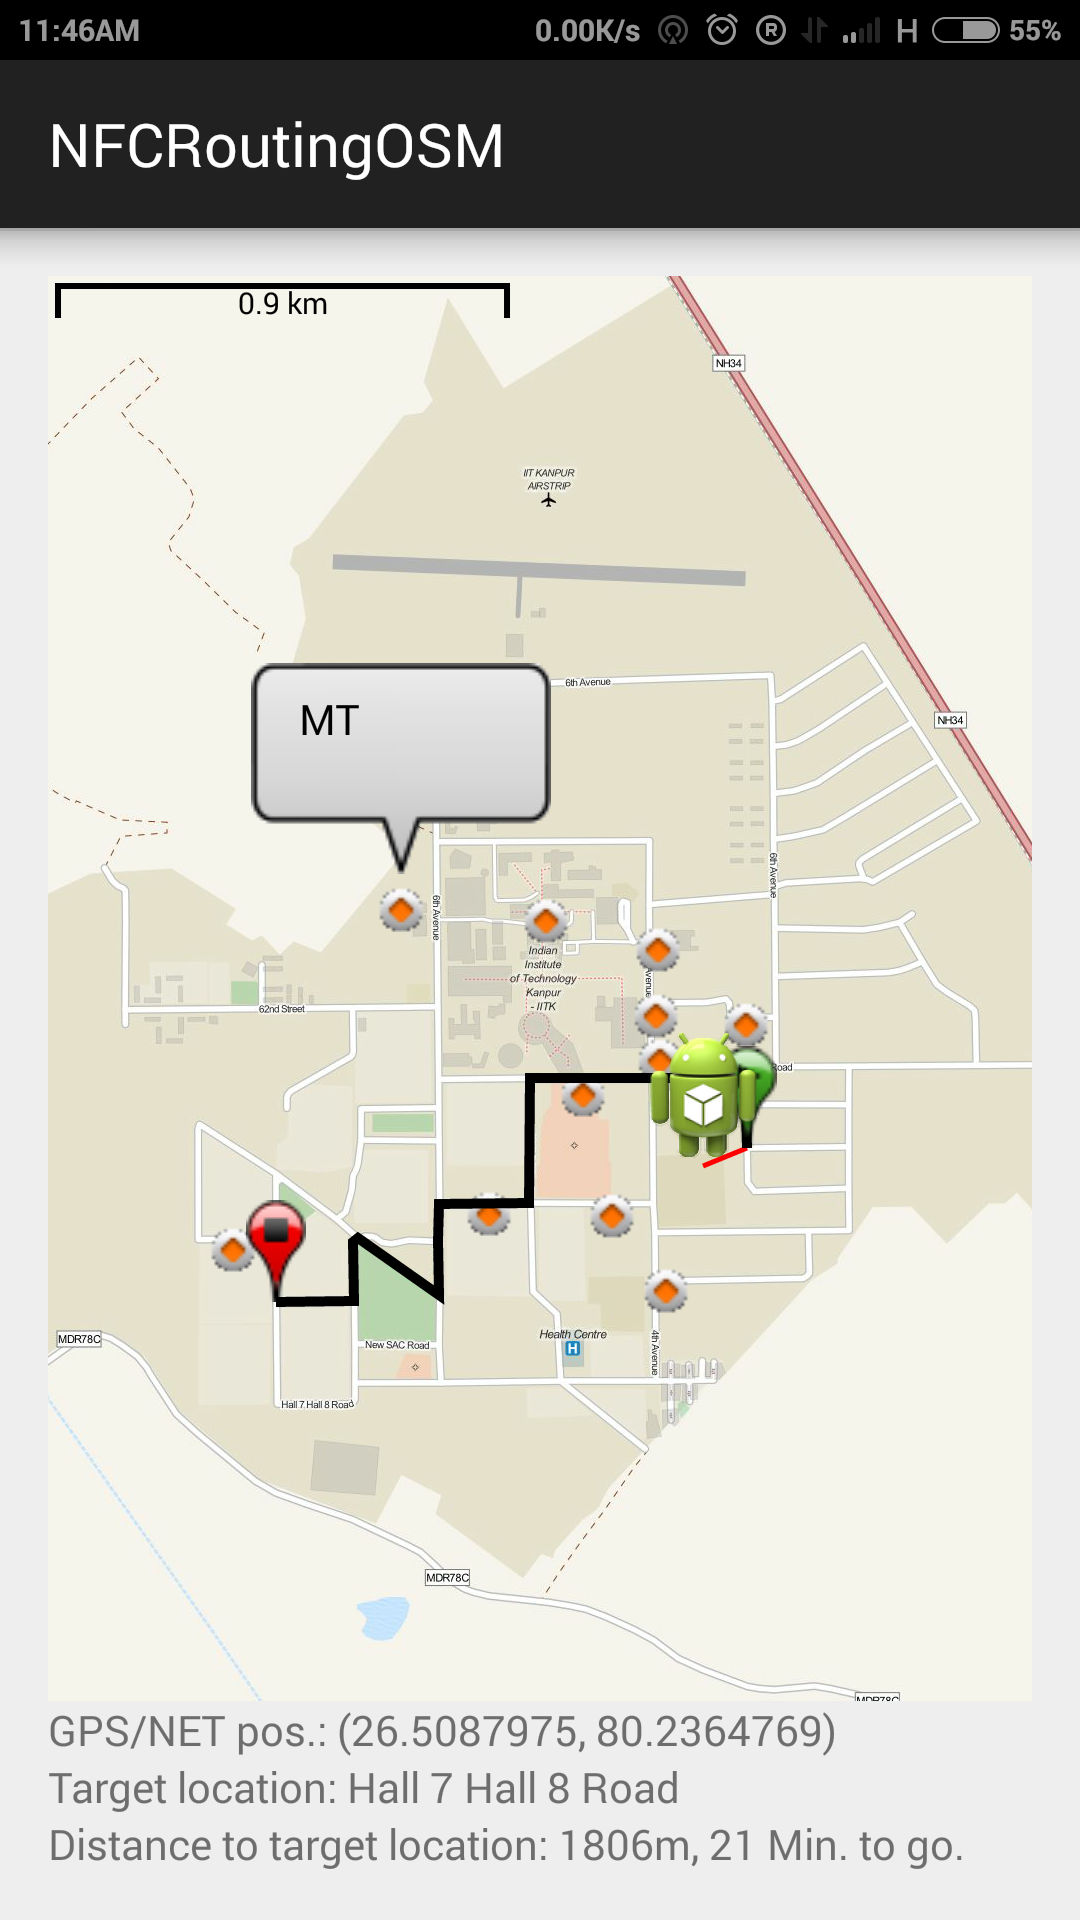 11:46AM 0.00K/s R H 55%
NFCRoutingOSM
0.9 km
NH34
IIT KANPUR
AIRSTRIP
6th Avenue
MT
NH34
6th Avenue
6th Avenue
Indian
Institute
of Technology
Kanpur
- IITK
Avenue
62nd Street
Road
MDR78C
New SAC Road
Health Centre
H
4th Avenue
Hall 7 Hall 8 Road
MDR78C
MDR78C
GPS/NET pos.: (26.5087975, 80.2364769)
Target location: Hall 7 Hall 8 Road
Distance to target location: 1806m, 21 Min. to go.